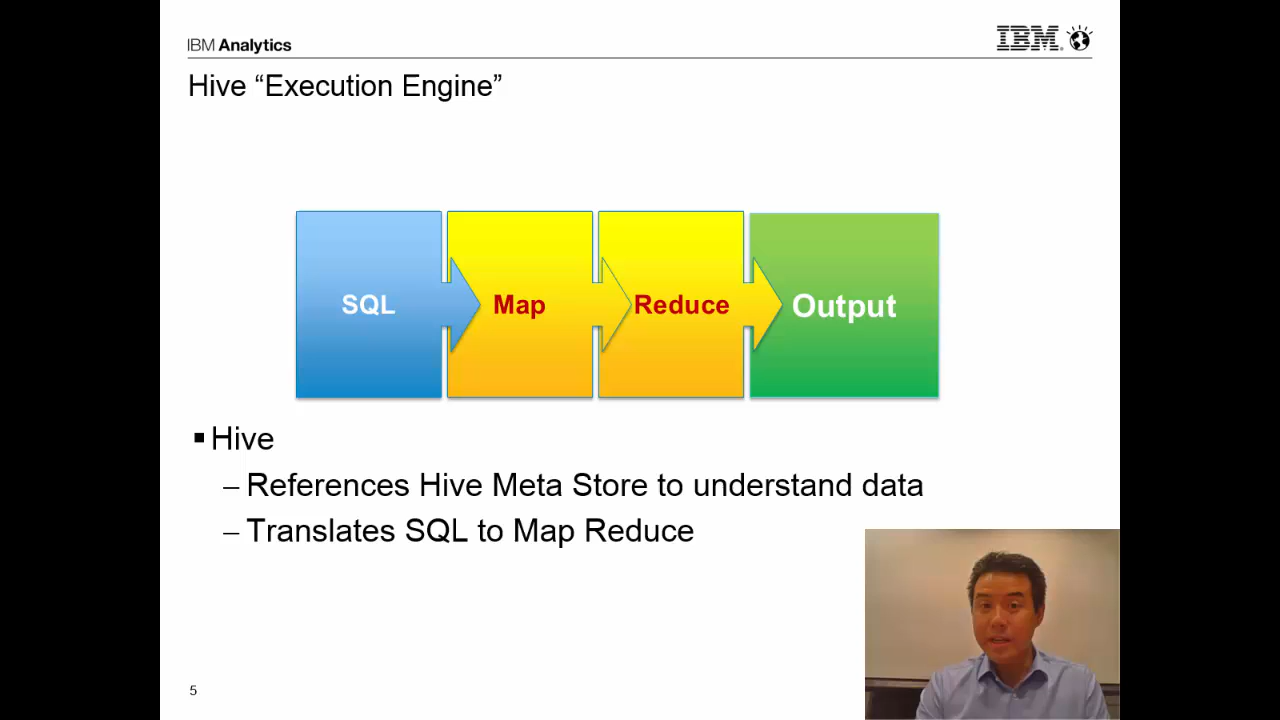 IBM Analytics
IBM
Hive “Execution Engine”
SQL
Map
Reduce
Output
▪ Hive
– References Hive Meta Store to understand data
– Translates SQL to Map Reduce
5